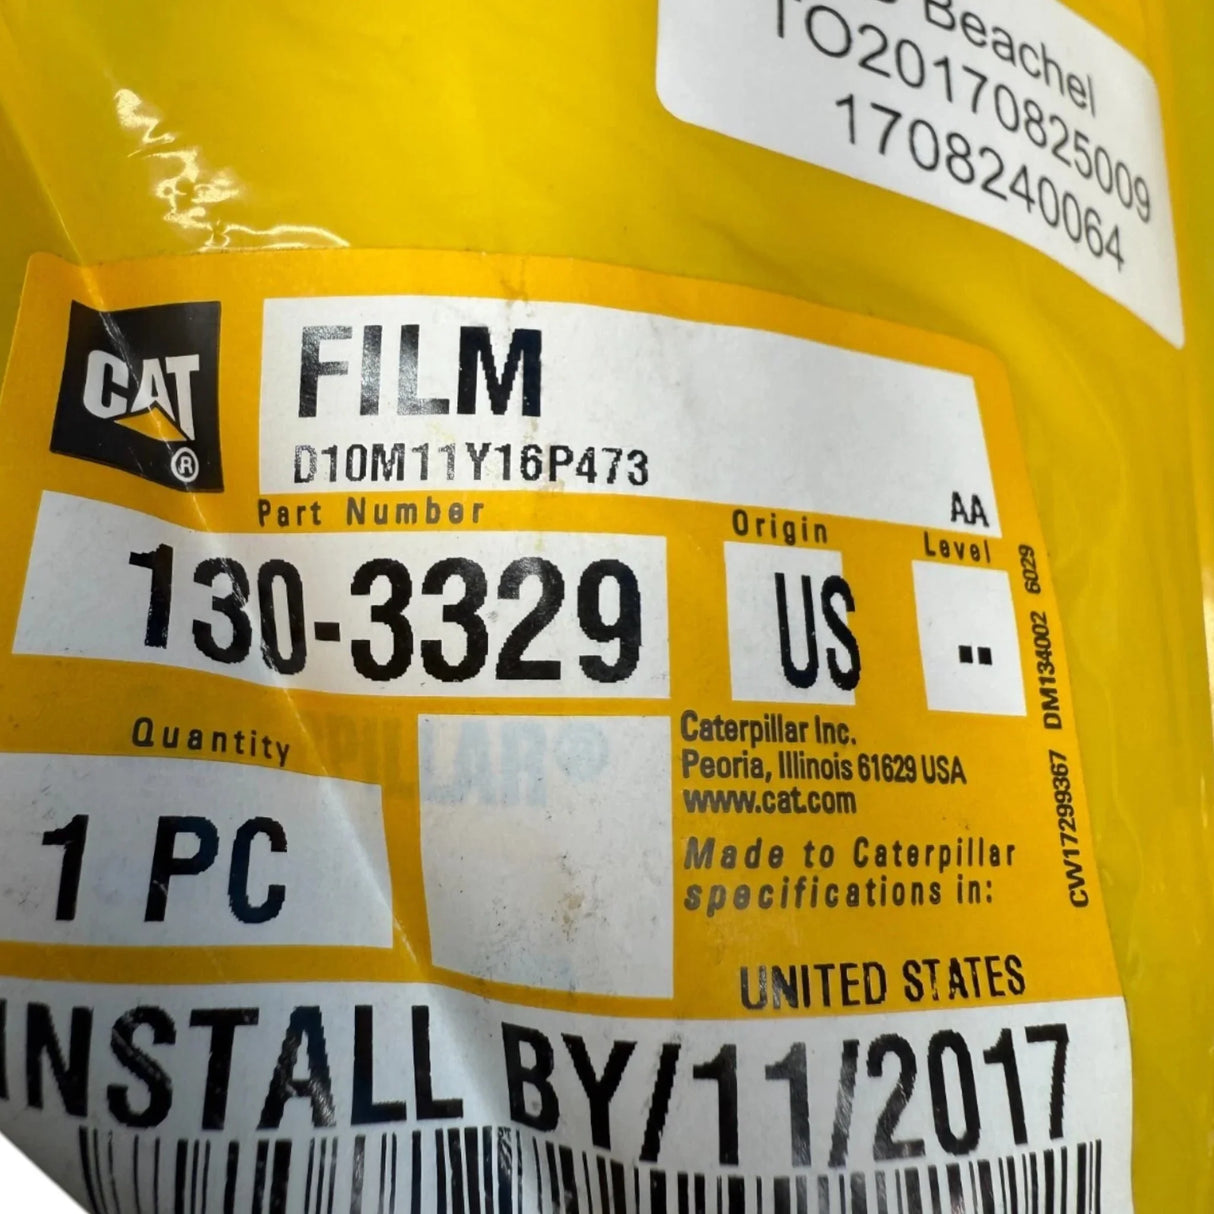 Beachel
TO20170825009
1708240064
CAT
®
FILM
D10M11Y16P473
AA
Part Number
Origin
Level
130-3329
US
--
Quantity
1 PC
Caterpillar Inc.
Peoria, Illinois 61629 USA
www.cat.com
Made to Caterpillar
specifications in:
UNITED STATES
CW17299367 DM134002 6029
INSTALL BY/11/2017